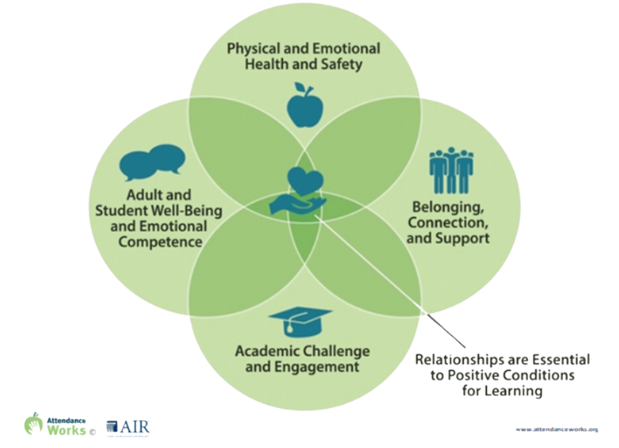 Physical and Emotional
Health and Safety
Adult and
Student Well-Being
and Emotional
Competence
Belonging,
Connection,
and Support
Academic Challenge
and Engagement
Relationships are Essential
to Positive Conditions
for Learning
Attendance
Works ©
AIR
www.attendanceworks.org